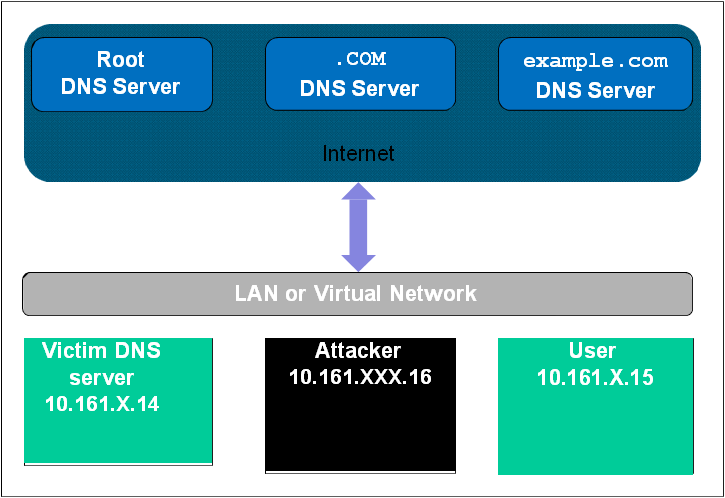 Root
DNS Server
.COM
DNS Server
example.com
DNS Server
Internet
LAN or Virtual Network
Victim DNS
server
10.161.X.14
Attacker
10.161.XXX.16
User
10.161.X.15